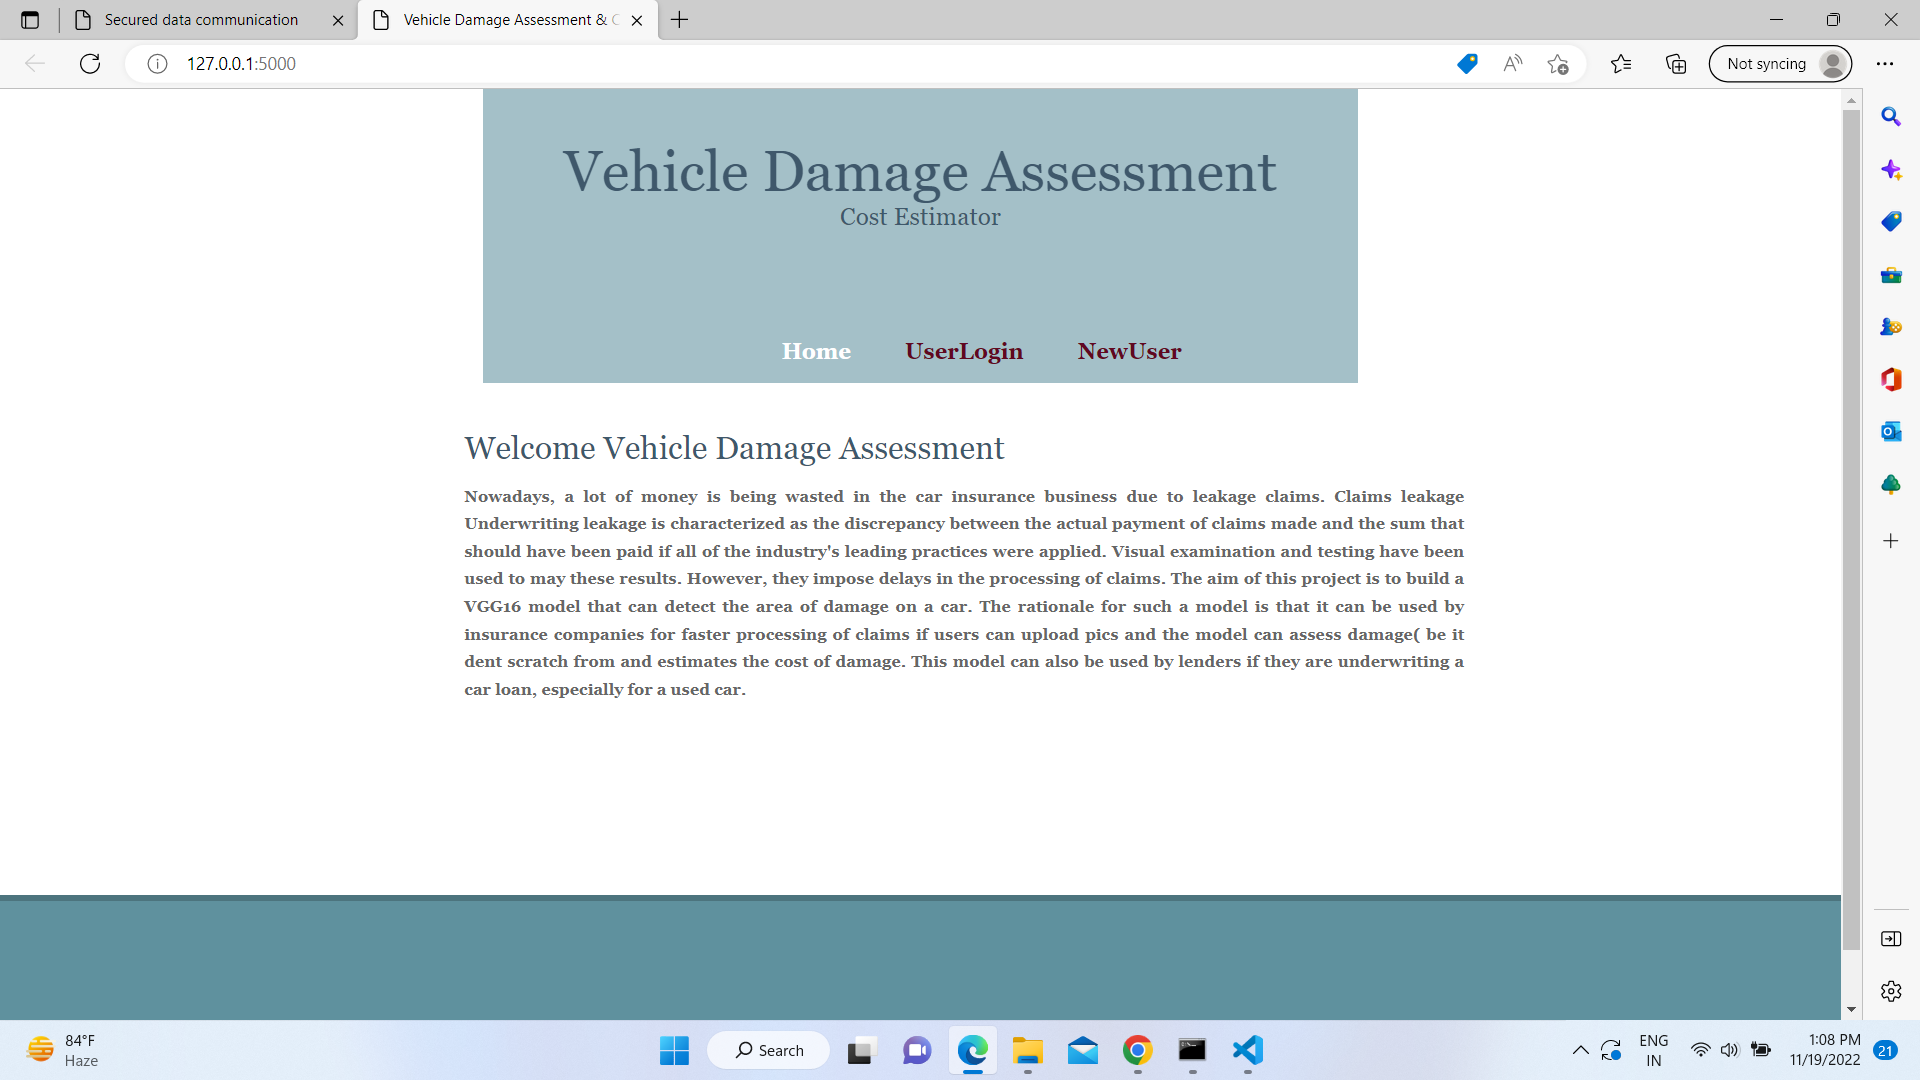 Secured data communication
Vehicle Damage Assessment & C
127.0.0.1:5000
Not syncing
Vehicle Damage Assessment
Cost Estimator
Home UserLogin NewUser
Welcome Vehicle Damage Assessment
Nowadays, a lot of money is being wasted in the car insurance business due to leakage claims. Claims leakage
Underwriting leakage is characterized as the discrepancy between the actual payment of claims made and the sum that
should have been paid if all of the industry's leading practices were applied. Visual examination and testing have been
used to may these results. However, they impose delays in the processing of claims. The aim of this project is to build a
VGG16 model that can detect the area of damage on a car. The rationale for such a model is that it can be used by
insurance companies for faster processing of claims if users can upload pics and the model can assess damage( be it
dent scratch from and estimates the cost of damage. This model can also be used by lenders if they are underwriting a
car loan, especially for a used car.
84°F
Haze
Search
ENG
IN
1:08 PM
11/19/2022
21